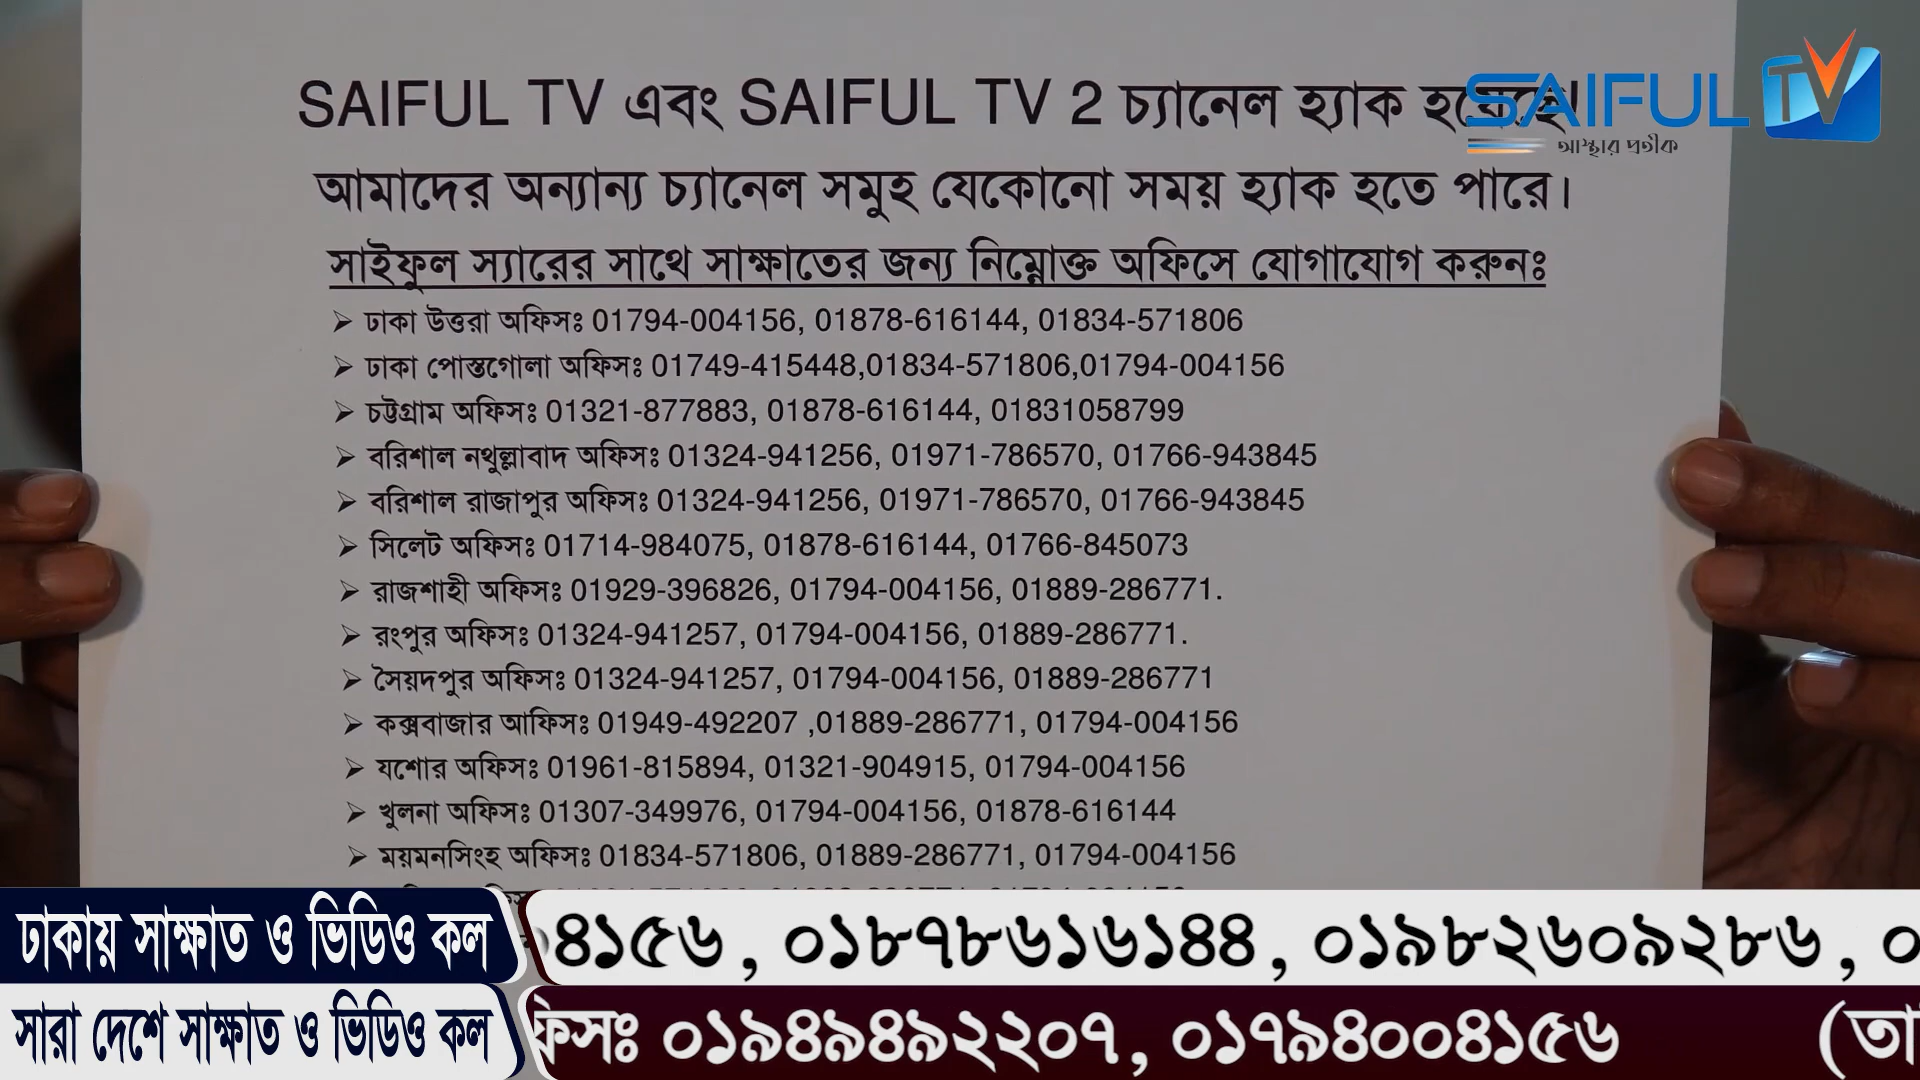 SAIFUL TV এবং SAIFUL TV 2 চ্যানেল হ্যাক হয়েছে।
SAIFUL TV
আস্থার প্রতীক
আমাদের অন্যান্য চ্যানেল সমুহ যেকোনো সময় হ্যাক হতে পারে।
সাইফুল স্যারের সাথে সাক্ষাতের জন্য নিম্নোক্ত অফিসে যোগাযোগ করুনঃ
➢ ঢাকা উত্তরা অফিসঃ 01794-004156, 01878-616144, 01834-571806
➢ ঢাকা পোস্তগোলা অফিসঃ 01749-415448,01834-571806,01794-004156
➢ চট্টগ্রাম অফিসঃ 01321-877883, 01878-616144, 01831058799
➢ বরিশাল নথুল্লাবাদ অফিসঃ 01324-941256, 01971-786570, 01766-943845
➢ বরিশাল রাজাপুর অফিসঃ 01324-941256, 01971-786570, 01766-943845
➢ সিলেট অফিসঃ 01714-984075, 01878-616144, 01766-845073
➢ রাজশাহী অফিসঃ 01929-396826, 01794-004156, 01889-286771.
➢ রংপুর অফিসঃ 01324-941257, 01794-004156, 01889-286771.
➢ সৈয়দপুর অফিসঃ 01324-941257, 01794-004156, 01889-286771
➢ কক্সবাজার আফিসঃ 01949-492207 ,01889-286771, 01794-004156
➢ যশোর অফিসঃ 01961-815894, 01321-904915, 01794-004156
➢ খুলনা অফিসঃ 01307-349976, 01794-004156, 01878-616144
➢ ময়মনসিংহ অফিসঃ 01834-571806, 01889-286771, 01794-004156
ঢাকায় সাক্ষাত ও ভিডিও কল ৪১৫৬, ০১৮৭৮৬১৬১৪৪, ০১৯৮২৬০৯২৮৬, ০
সারা দেশে সাক্ষাত ও ভিডিও কল ফিসঃ ০১৯৪৯৪৯২২০৭, ০১৭৯৪০০৪১৫৬ (তা